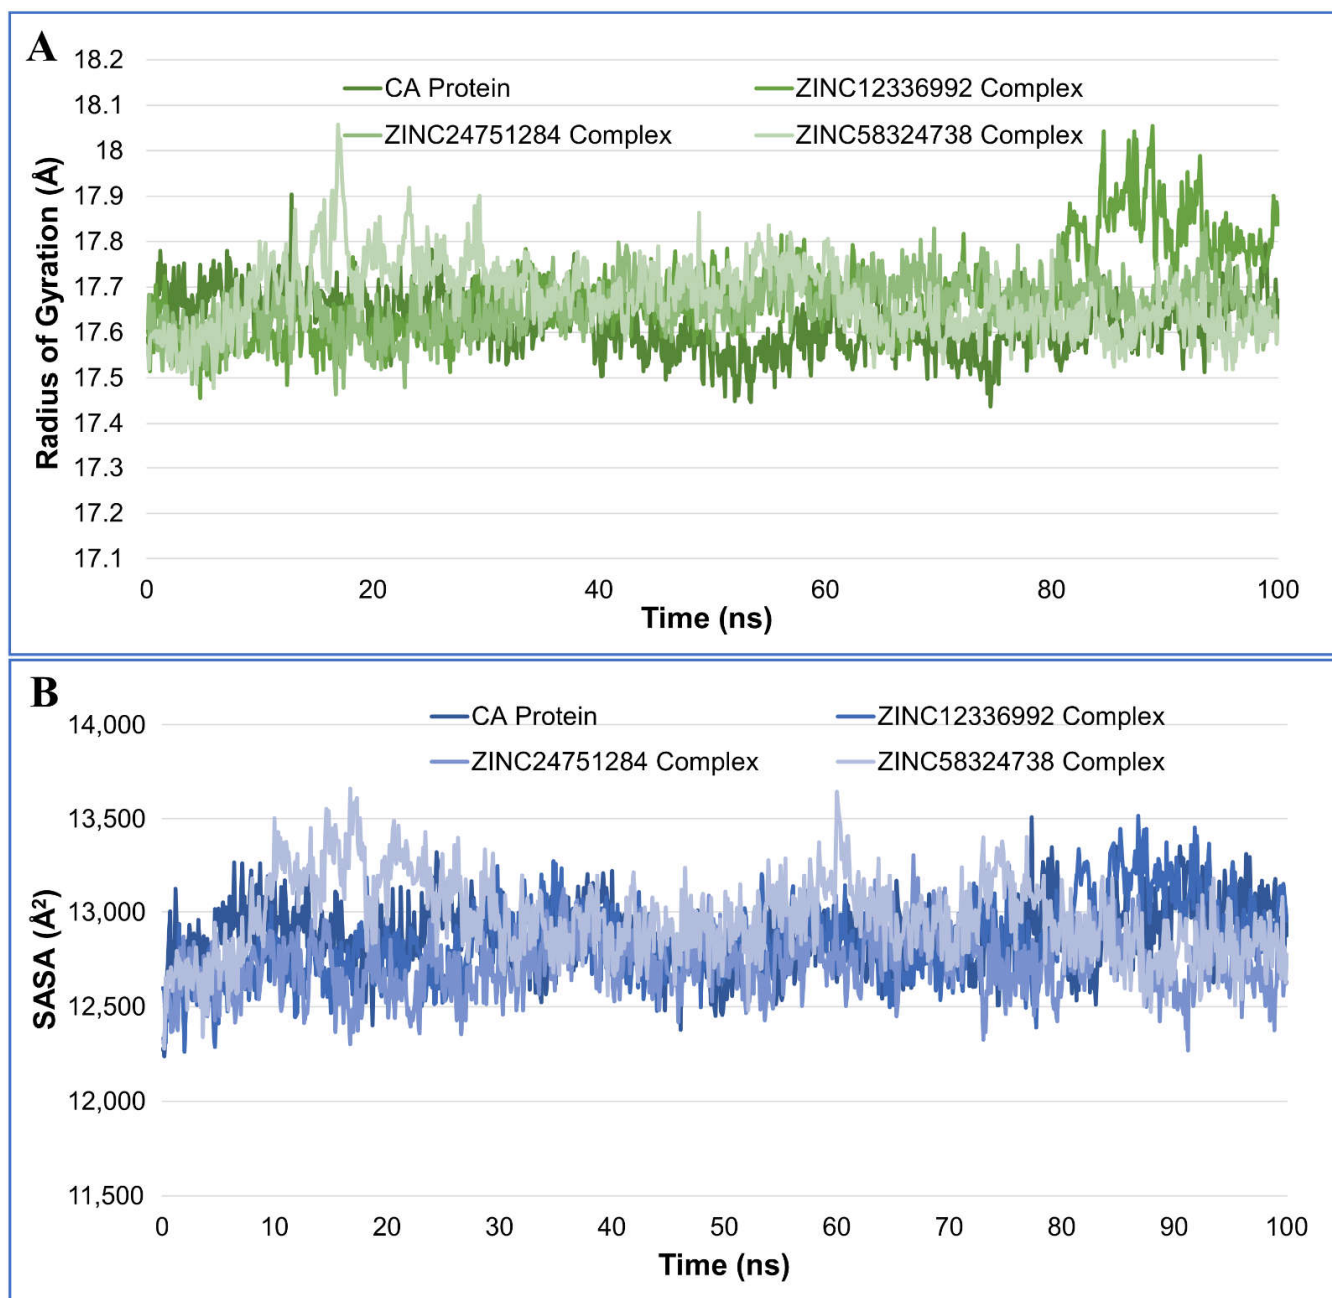 A
18.2
18.1
18
17.9
17.8
17.7
17.6
17.5
17.4
17.3
17.2
17.1
Radius of Gyration (Å)
CA Protein
ZINC12336992 Complex
ZINC24751284 Complex
ZINC58324738 Complex
0 20 40 60 80 100
Time (ns)
B
14,000
13,500
13,000
12,500
12,000
11,500
SASA (Å²)
CA Protein
ZINC12336992 Complex
ZINC24751284 Complex
ZINC58324738 Complex
0 10 20 30 40 50 60 70 80 90 100
Time (ns)